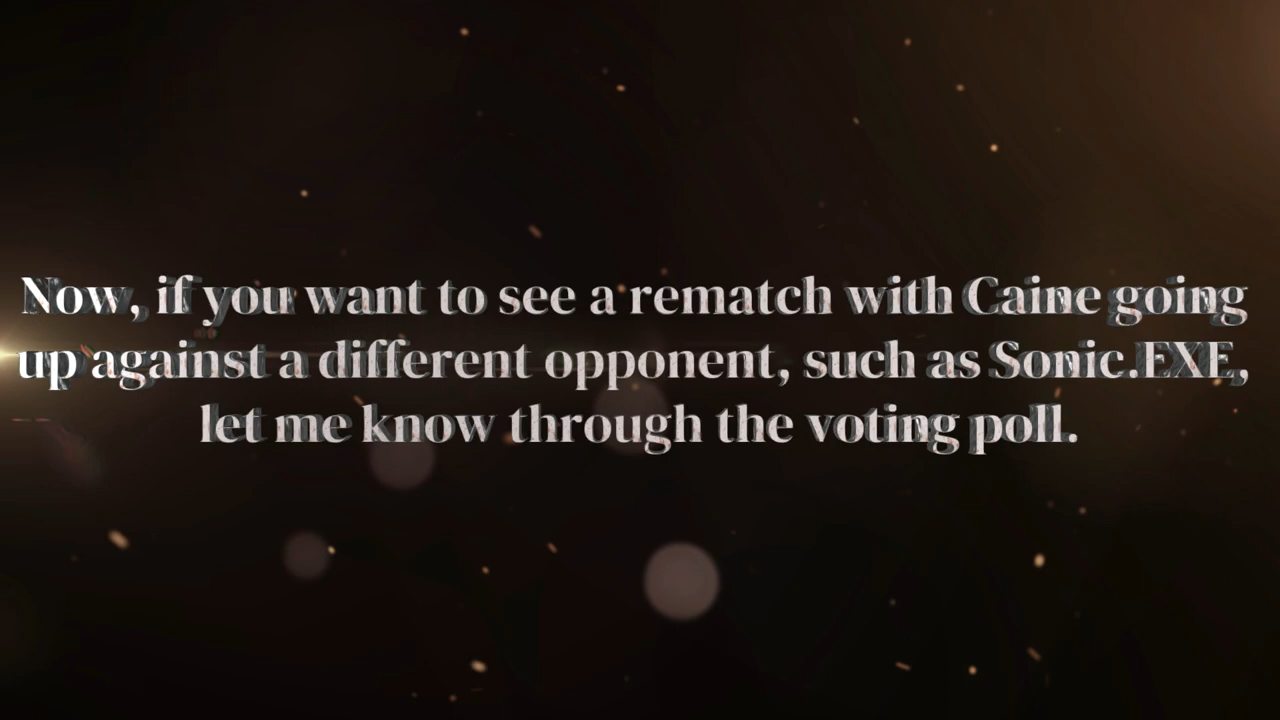 Now, if you want to see a rematch with Caine going
up against a different opponent, such as Sonic.EXE,
let me know through the voting poll.